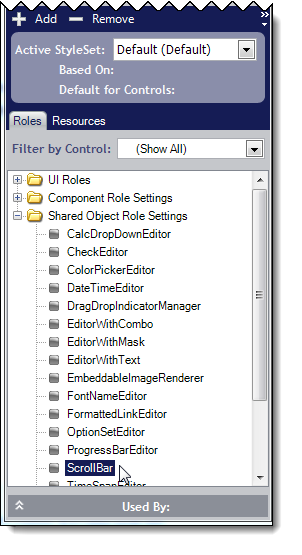 Add Remove
Active StyleSet: Default (Default)
Based On:
Default for Controls:
Roles Resources
Filter by Control: (Show All)
UI Roles
Component Role Settings
Shared Object Role Settings
CalcDropDownEditor
CheckEditor
ColorPickerEditor
DateTimeEditor
DragDropIndicatorManager
EditorWithCombo
EditorWithMask
EditorWithText
EmbeddableImageRenderer
FontNameEditor
FormattedLinkEditor
OptionSetEditor
ProgressBarEditor
ScrollBar
TimeSpanEditor
Used By: